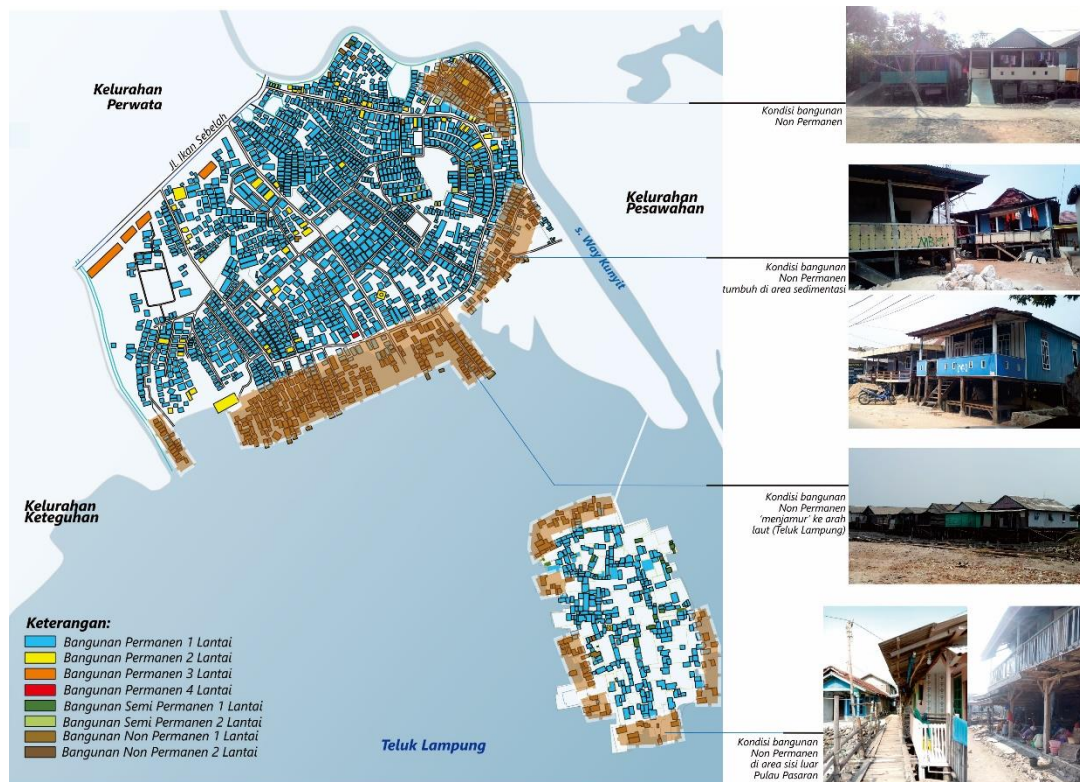 Kelurahan
Perwata
Jl. Ikan Sebelah
Kelurahan
Pesawahan
s. Way Kunyit
Kelurahan
Keteguhan
Teluk Lampung
Keterangan:
Bangunan Permanen 1 Lantai
Bangunan Permanen 2 Lantai
Bangunan Permanen 3 Lantai
Bangunan Permanen 4 Lantai
Bangunan Semi Permanen 1 Lantai
Bangunan Semi Permanen 2 Lantai
Bangunan Non Permanen 1 Lantai
Bangunan Non Permanen 2 Lantai
Kondisi bangunan
Non Permanen
Kondisi bangunan
Non Permanen
tumbuh di area sedimentasi
Kondisi bangunan
Non Permanen
'menjamur' ke arah
laut (Teluk Lampung)
Kondisi bangunan
Non Permanen
di area sisi luar
Pulau Pasaran